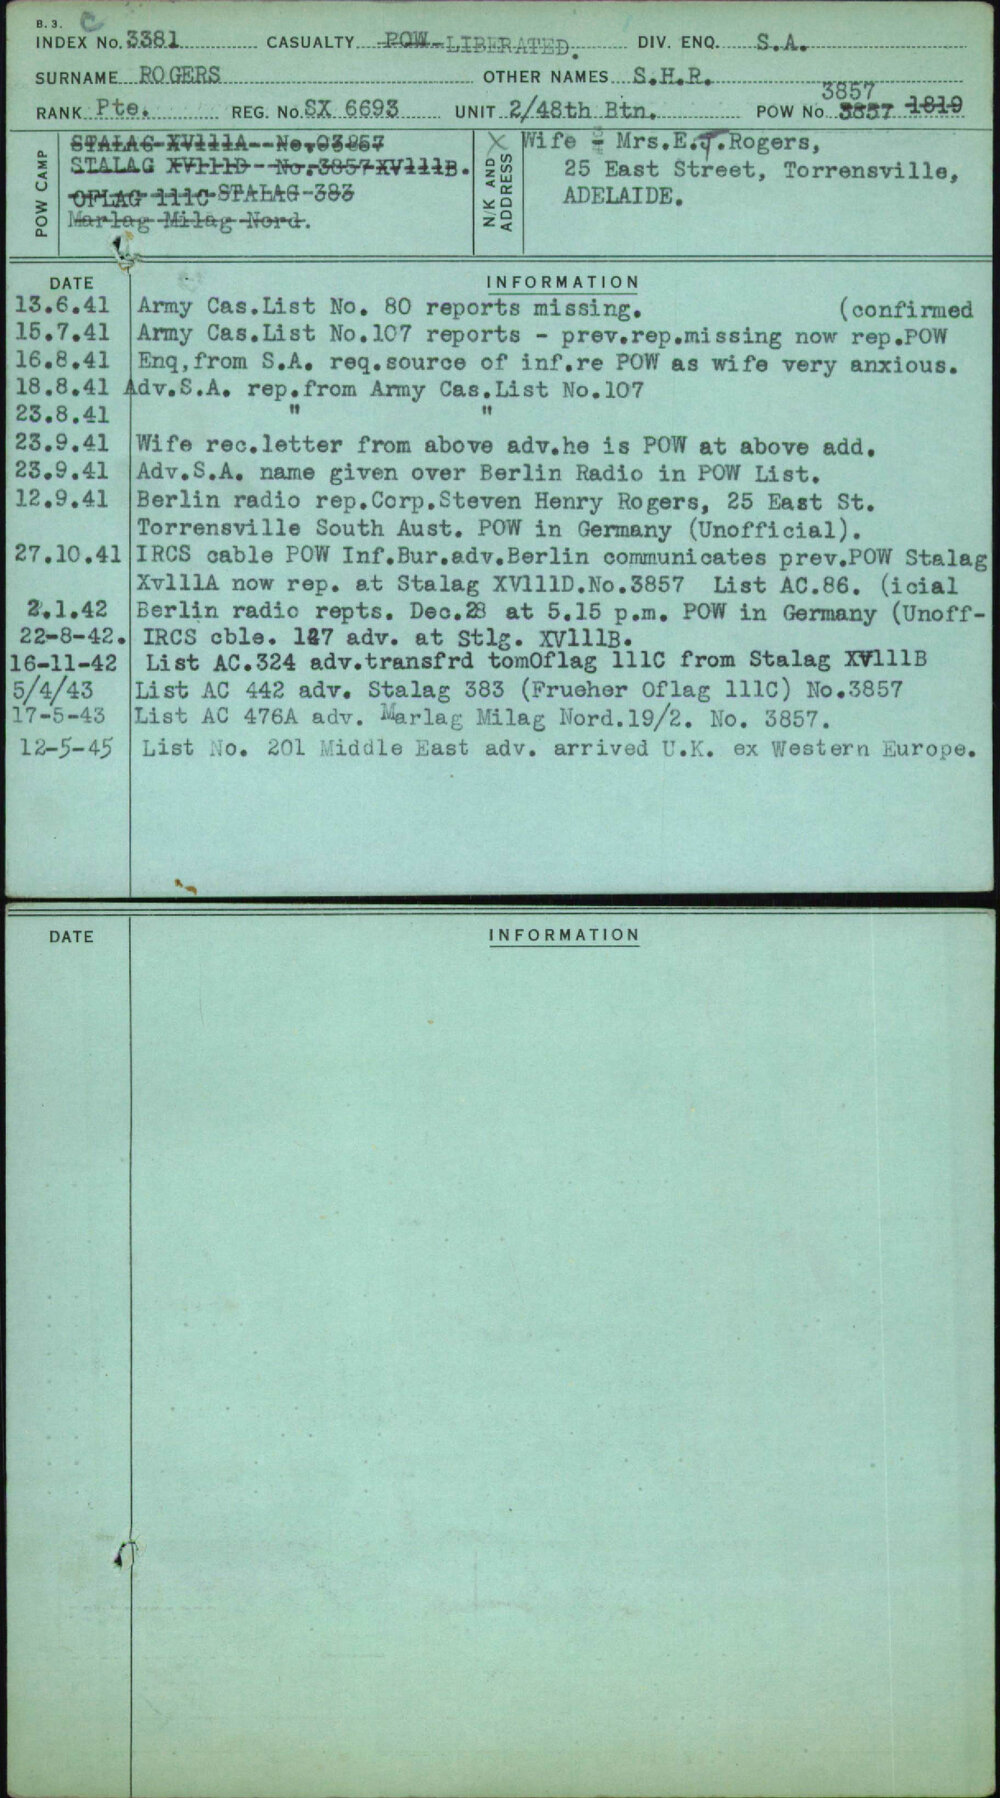 B. 3. C
INDEX No. 3381 CASUALTY POW LIBERATED. DIV. ENQ. S.A.
SURNAME ROGERS OTHER NAMES S.H.R.
3857
RANK Pte. REG. No. SX 6693 UNIT 2/48th Btn. POW No. 3857 1819
POW CAMP
STALAG XV111A--No.03857
STALAG XV111D--No.3857 XV111B.
OFLAG 111C STALAG 383
Marlag Milag Nord.
N/K AND ADDRESS
X Wife - Mrs.E.J.Rogers,
25 East Street, Torrensville,
ADELAIDE.
DATE INFORMATION
13.6.41 Army Cas.List No. 80 reports missing. (confirmed
15.7.41 Army Cas.List No.107 reports - prev.rep.missing now rep.POW
16.8.41 Enq,from S.A. req.source of inf.re POW as wife very anxious.
18.8.41 Adv.S.A. rep.from Army Cas.List No.107
23.8.41 " "
23.9.41 Wife rec.letter from above adv.he is POW at above add.
23.9.41 Adv.S.A. name given over Berlin Radio in POW List.
12.9.41 Berlin radio rep.Corp.Steven Henry Rogers, 25 East St.
Torrensville South Aust. POW in Germany (Unofficial).
27.10.41 IRCS cable POW Inf.Bur.adv.Berlin communicates prev.POW Stalag
Xv111A now rep. at Stalag XV111D.No.3857 List AC.86. (icial
2.1.42 Berlin radio repts. Dec.28 at 5.15 p.m. POW in Germany (Unoff-
22-8-42. IRCS cble. 127 adv. at Stlg. XV111B.
16-11-42 List AC.324 adv.transfrd tomOflag 111C from Stalag XV111B
5/4/43 List AC 442 adv. Stalag 383 (Frueher Oflag 111C) No.3857
17-5-43 List AC 476A adv. Marlag Milag Nord.19/2. No. 3857.
12-5-45 List No. 201 Middle East adv. arrived U.K. ex Western Europe.
DATE INFORMATION